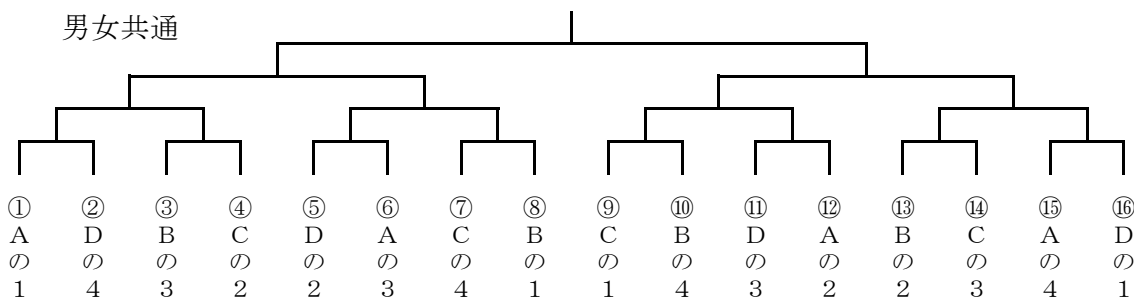 男女共通
① ② ③ ④ ⑤ ⑥ ⑦ ⑧ ⑨ ⑩ ⑪ ⑫ ⑬ ⑭ ⑮ ⑯
Ａ Ｄ Ｂ Ｃ Ｄ Ａ Ｃ Ｂ Ｃ Ｂ Ｄ Ａ Ｂ Ｃ Ａ Ｄ
の の の の の の の の の の の の の の の の
１ ４ ３ ２ ２ ３ ４ １ １ ４ ３ ２ ２ ３ ４ １